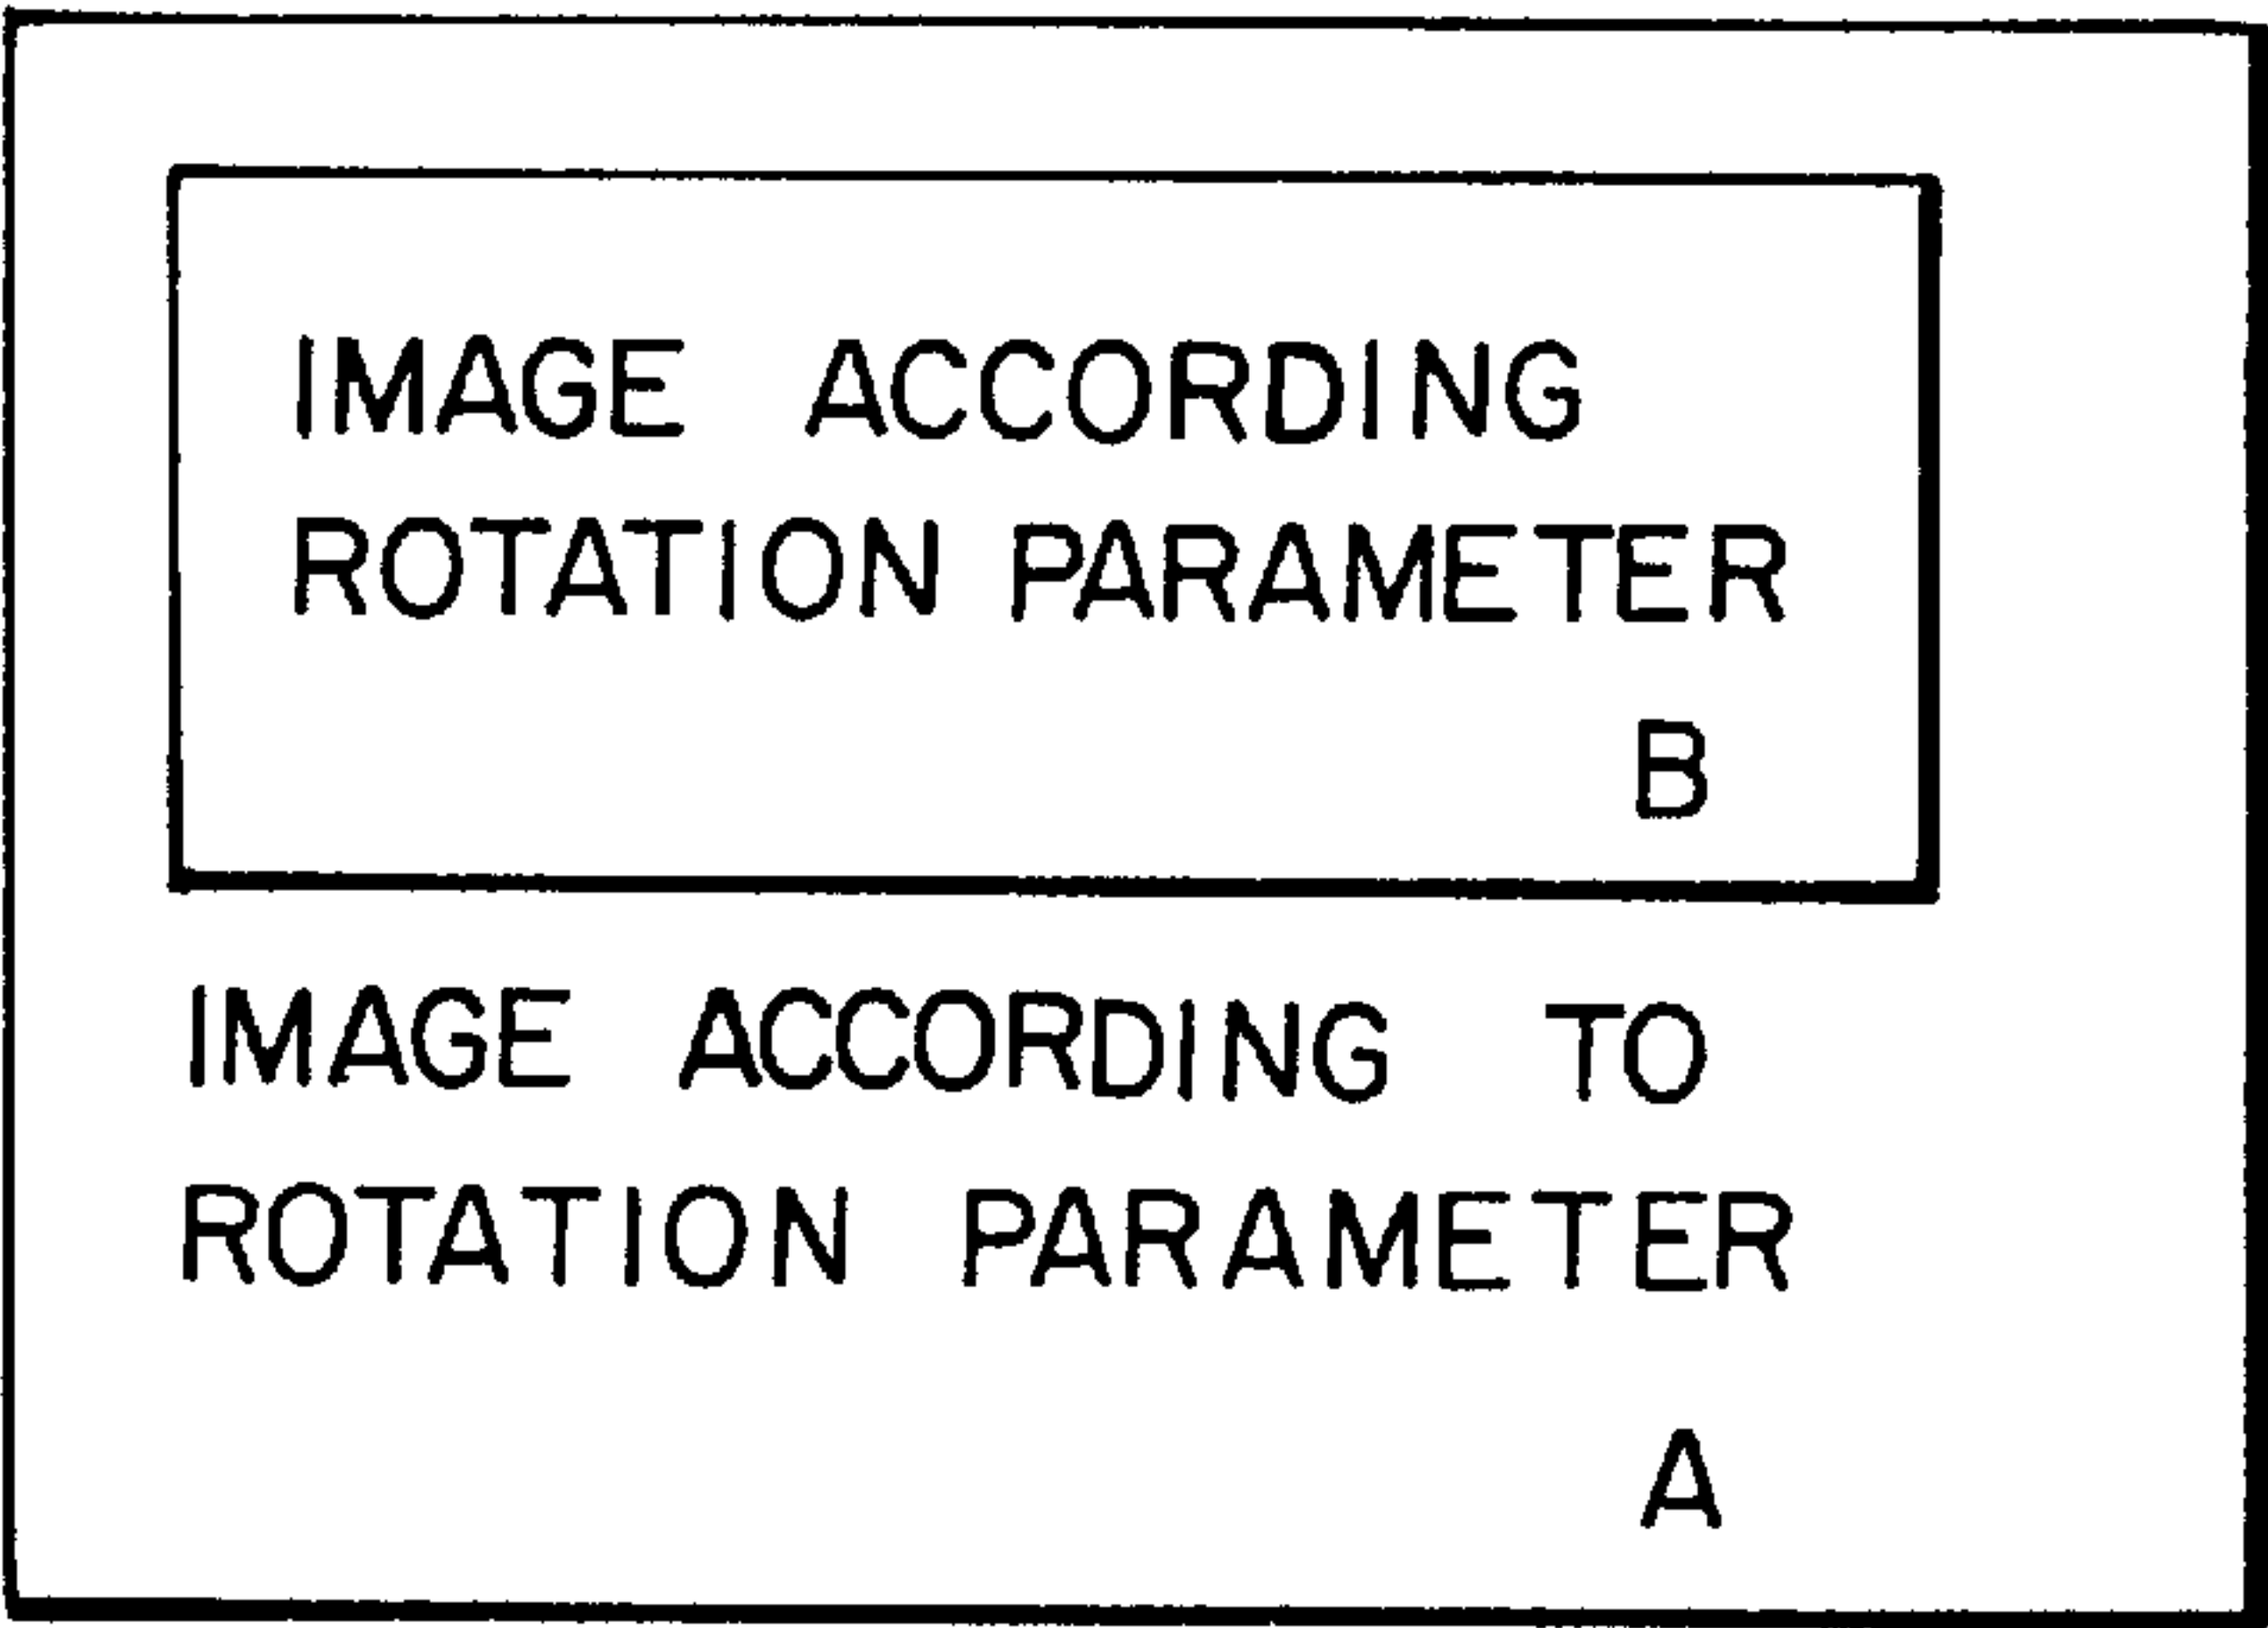 IMAGE ACCORDING
ROTATION PARAMETER
B
IMAGE ACCORDING TO
ROTATION PARAMETER
A